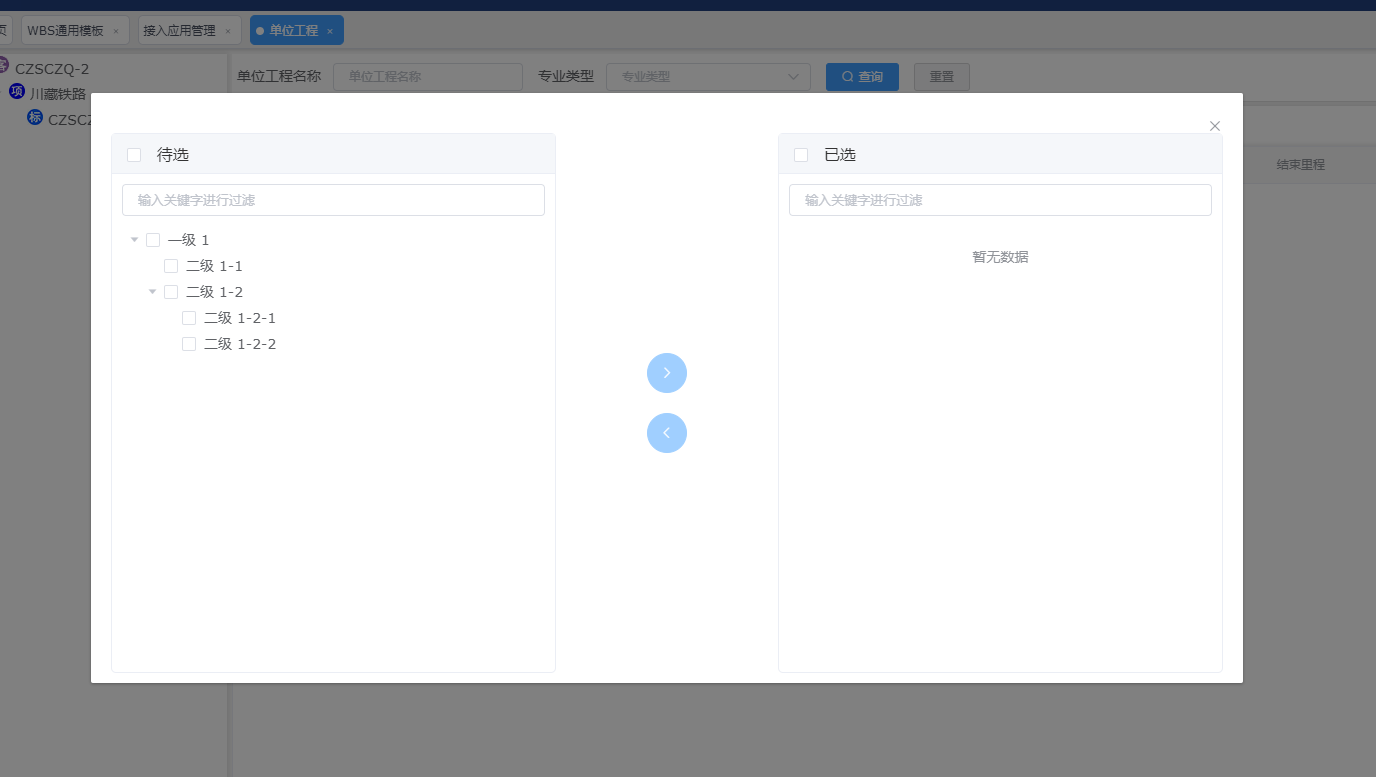 页
WBS通用模板 ×
接入应用管理 ×
单位工程 ×
客 CZSCZQ-2
项 川藏铁路
标 CZSCZ
单位工程名称 单位工程名称
专业类型 专业类型
查询
重置
结束里程
待选
输入关键字进行过滤
一级 1
二级 1-1
二级 1-2
二级 1-2-1
二级 1-2-2
已选
输入关键字进行过滤
暂无数据